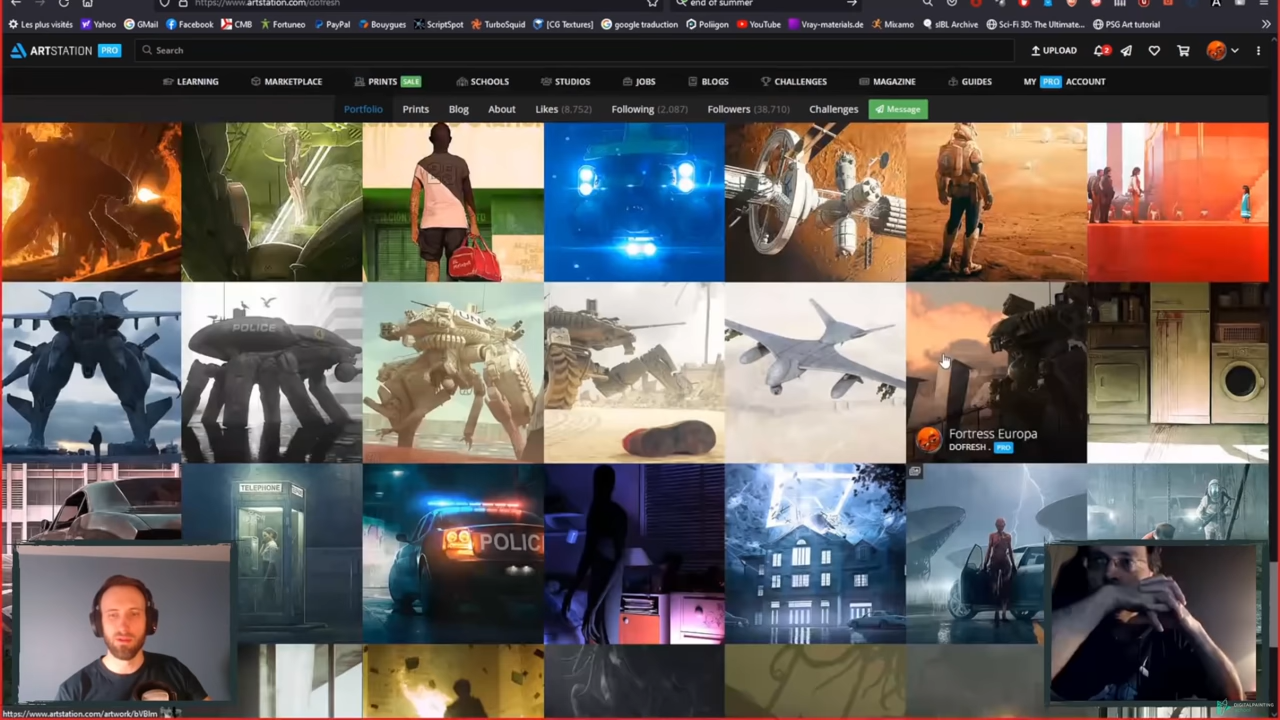 https://www.artstation.com/dofresh
end of summer
Les plus visités
Yahoo
GMail
Facebook
CMB
Fortuneo
PayPal
Bouygues
ScriptSpot
TurboSquid
[CG Textures]
google traduction
Poliigon
YouTube
Vray-materials.de
Mixamo
sIBL Archive
Sci-Fi 3D: The Ultimate...
PSG Art tutorial
ARTSTATION PRO
Search
UPLOAD
2
LEARNING
MARKETPLACE
PRINTS SALE
SCHOOLS
STUDIOS
JOBS
BLOGS
CHALLENGES
MAGAZINE
GUIDES
MY PRO ACCOUNT
Portfolio
Prints
Blog
About
Likes (8,752)
Following (2,087)
Followers (38,710)
Challenges
Message
POLICE
UN
Fortress Europa
DOFRESH . PRO
TELEPHONE
POLIC
https://www.artstation.com/artwork/bVBlm
DIGITALPAINTING